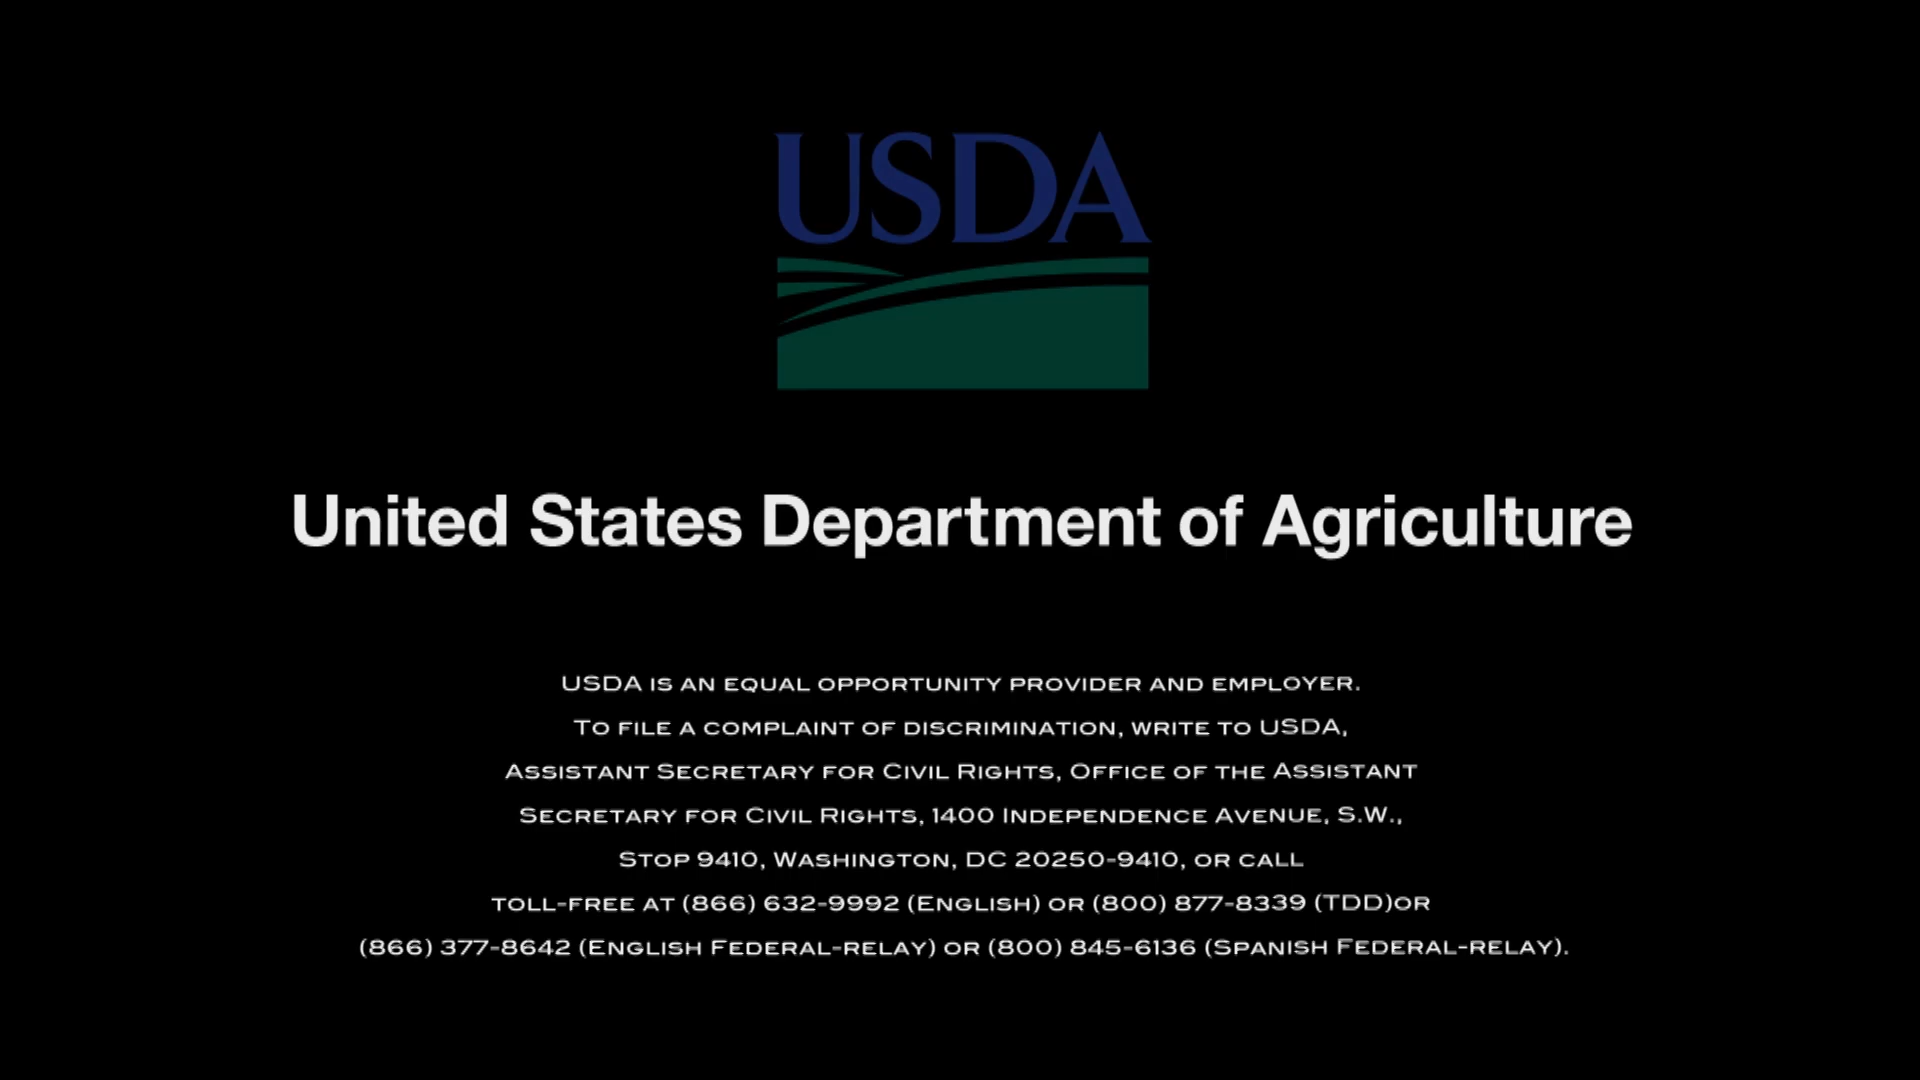 USDA
United States Department of Agriculture
USDA is an equal opportunity provider and employer.
To file a complaint of discrimination, write to USDA,
Assistant Secretary for Civil Rights, Office of the Assistant
Secretary for Civil Rights, 1400 Independence Avenue, S.W.,
Stop 9410, Washington, DC 20250-9410, or call
toll-free at (866) 632-9992 (English) or (800) 877-8339 (TDD)or
(866) 377-8642 (English Federal-relay) or (800) 845-6136 (Spanish Federal-relay).